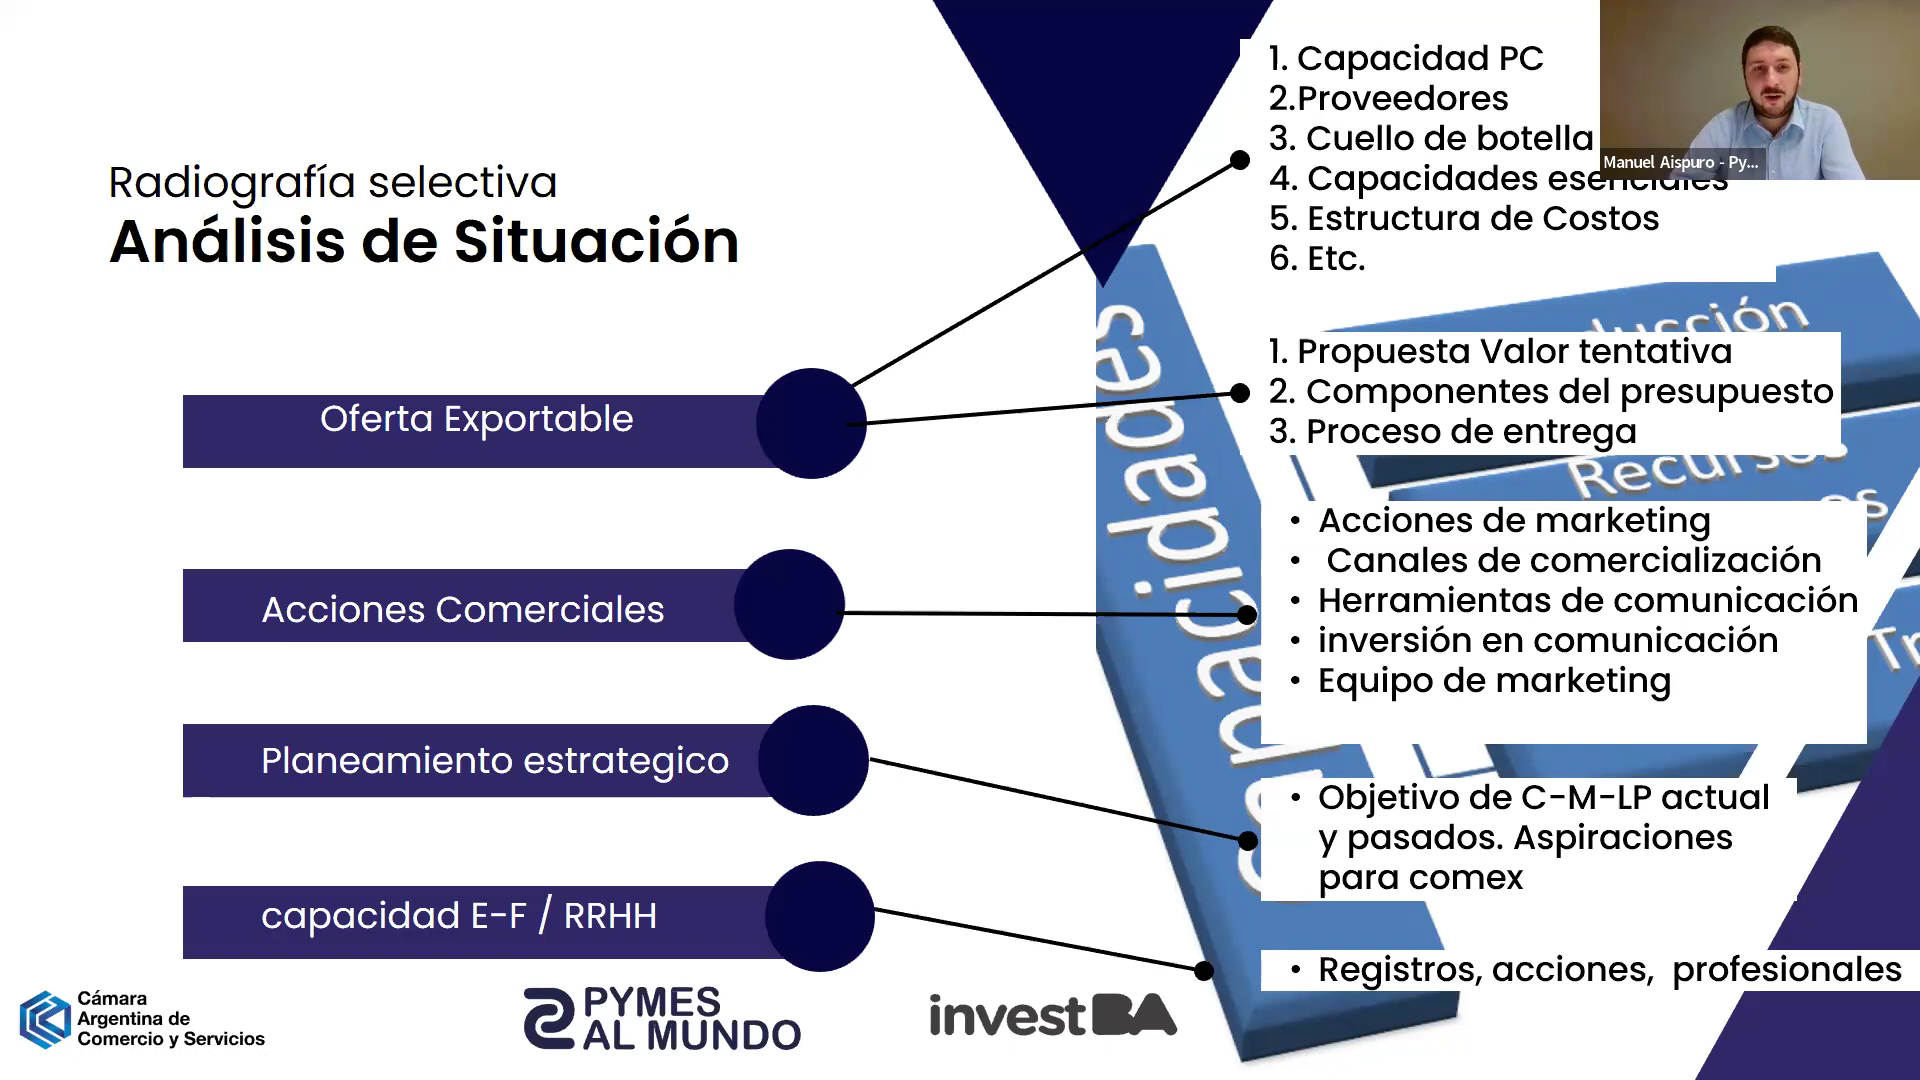 Radiografía selectiva
Análisis de Situación
Oferta Exportable
Acciones Comerciales
Planeamiento estrategico
capacidad E-F / RRHH
1. Capacidad PC
2.Proveedores
3. Cuello de botella
4. Capacidades esenciales
5. Estructura de Costos
6. Etc.
1. Propuesta Valor tentativa
2. Componentes del presupuesto
3. Proceso de entrega
• Acciones de marketing
• Canales de comercialización
• Herramientas de comunicación
• inversión en comunicación
• Equipo de marketing
• Objetivo de C-M-LP actual
y pasados. Aspiraciones
para comex
• Registros, acciones, profesionales
Manuel Aispuro - Py...
Capacidades
Recursos
Cámara
Argentina de
Comercio y Servicios
PYMES
AL MUNDO
investBA